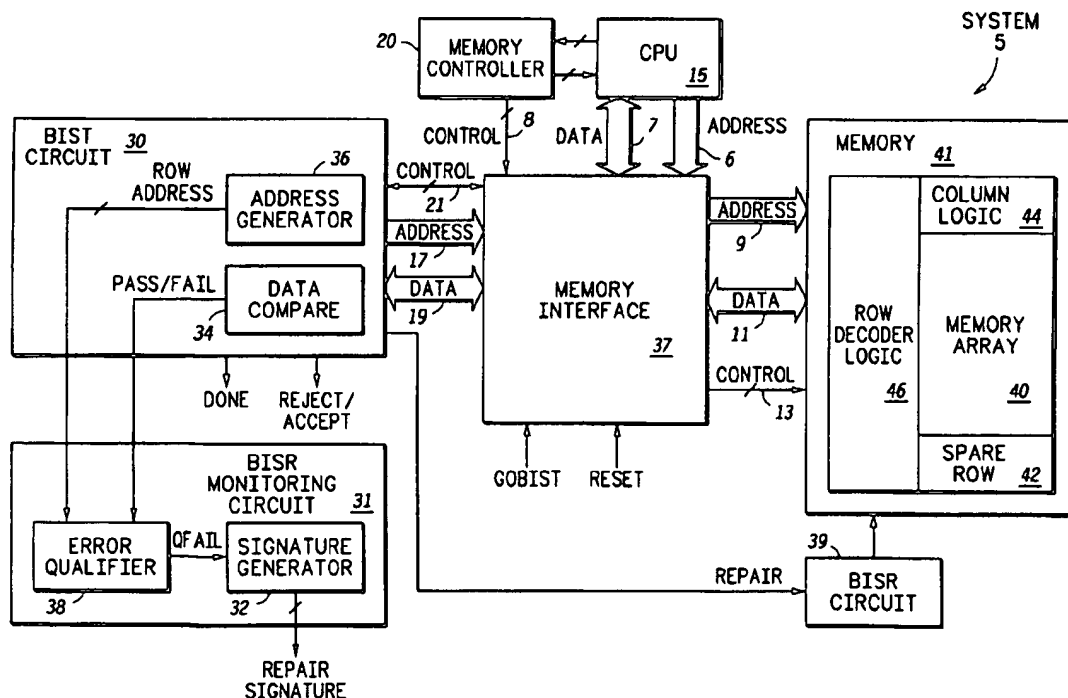 SYSTEM
5
20
MEMORY
CONTROLLER
CPU
15
8
CONTROL
DATA
7
ADDRESS
6
BIST
CIRCUIT 30
ROW
ADDRESS
36
ADDRESS
GENERATOR
PASS/FAIL
34
DATA
COMPARE
CONTROL
21
ADDRESS
17
DATA
19
MEMORY
INTERFACE
37
ADDRESS
9
DATA
11
CONTROL
13
MEMORY 41
COLUMN
LOGIC 44
ROW
DECODER
LOGIC
46
MEMORY
ARRAY
40
SPARE
ROW 42
DONE
REJECT/
ACCEPT
GOBIST
RESET
BISR
MONITORING
CIRCUIT 31
ERROR
QUALIFIER
38
QFAIL
SIGNATURE
GENERATOR
32
REPAIR
SIGNATURE
REPAIR
39
BISR
CIRCUIT